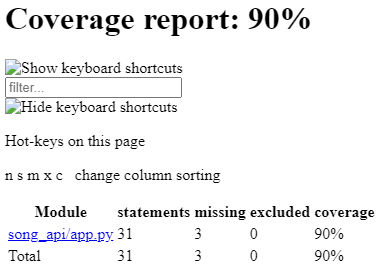 Coverage report: 90%
Show keyboard shortcuts
filter...
Hide keyboard shortcuts
Hot-keys on this page
n s m x c   change column sorting
Module statements missing excluded coverage
song_api/app.py 31 3 0 90%
Total 31 3 0 90%